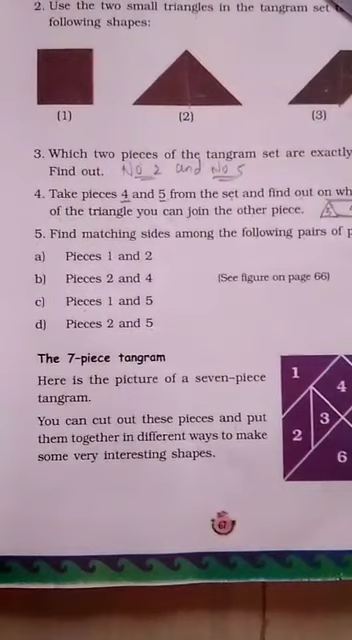 2. Use the two small triangles in the tangram set
following shapes:
(1) (2) (3)
3. Which two pieces of the tangram set are exactly
Find out. No 2 and No 5
4. Take pieces 4 and 5 from the set and find out on
of the triangle you can join the other piece.
5. Find matching sides among the following pairs of
a) Pieces 1 and 2
b) Pieces 2 and 4 (See figure on page 66)
c) Pieces 1 and 5
d) Pieces 2 and 5
The 7-piece tangram
Here is the picture of a seven-piece
tangram.
You can cut out these pieces and put
them together in different ways to make
some very interesting shapes.
1
4
3
2
6
67